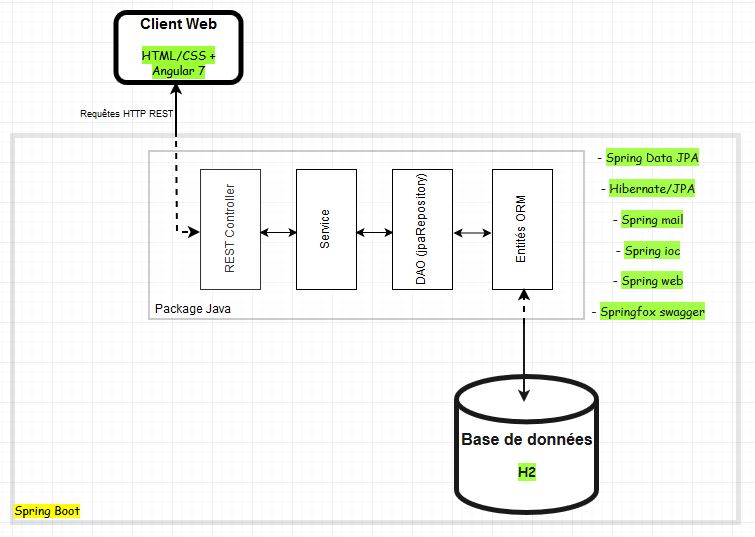 Client Web
HTML/CSS +
Angular 7
Requêtes HTTP REST
REST Controller
Service
DAO (jpaRepository)
Entités ORM
Package Java
- Spring Data JPA
- Hibernate/JPA
- Spring mail
- Spring ioc
- Spring web
- Springfox swagger
Base de données
H2
Spring Boot